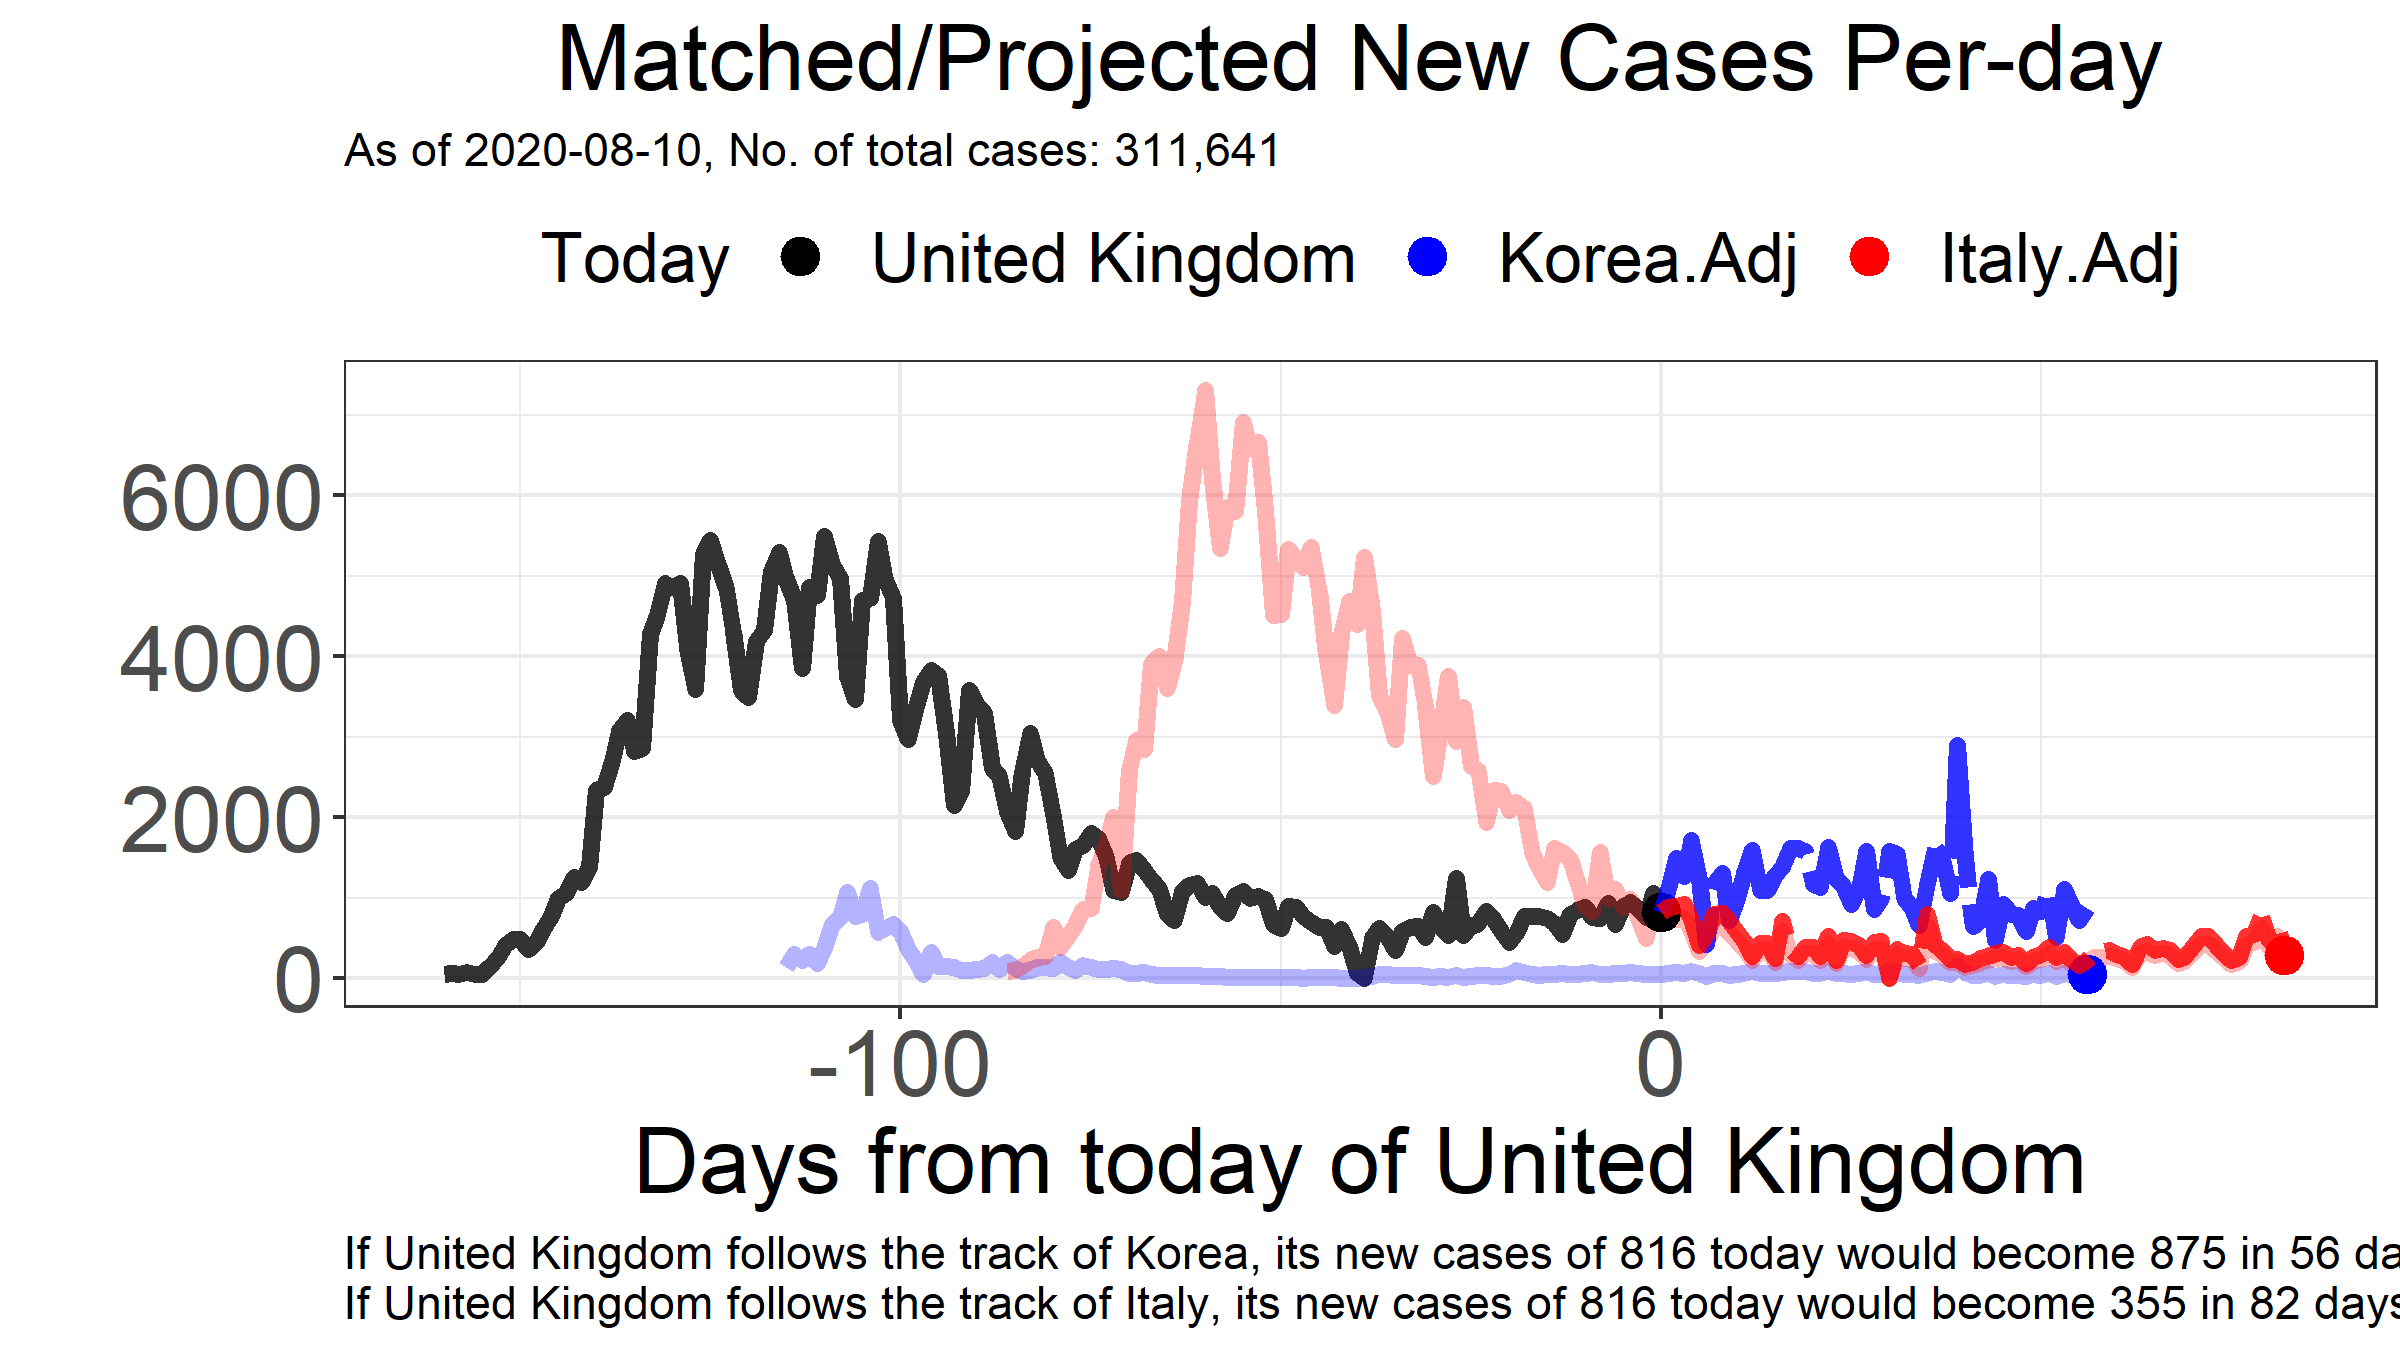 Matched/Projected New Cases Per-day
As of 2020-08-10, No. of total cases: 311,641
Today United Kingdom Korea.Adj Italy.Adj
6000
4000
2000
0
-100 0
Days from today of United Kingdom
If United Kingdom follows the track of Korea, its new cases of 816 today would become 875 in 56 da
If United Kingdom follows the track of Italy, its new cases of 816 today would become 355 in 82 days